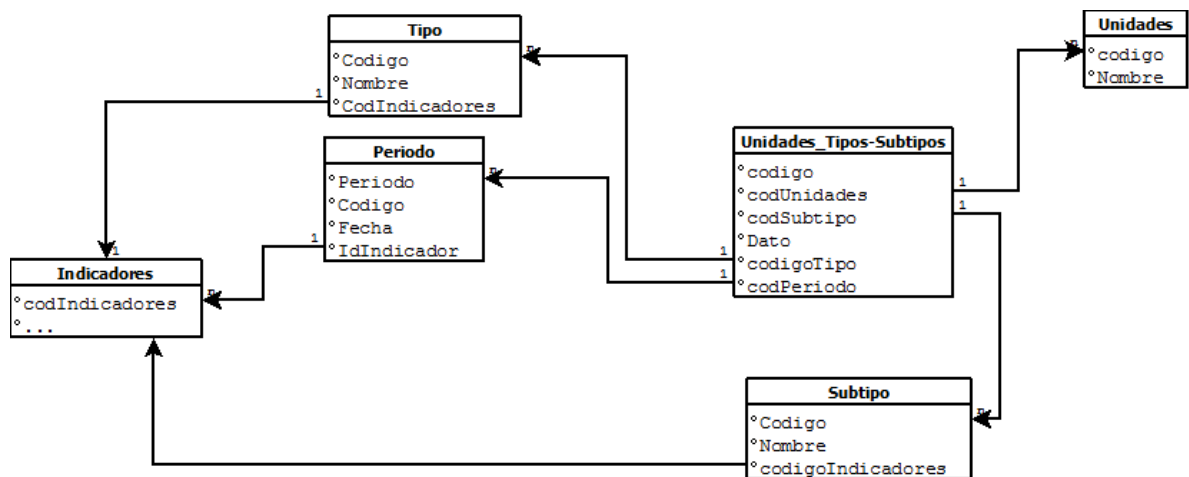 Tipo
Codigo
Nombre
CodIndicadores
1
n
Unidades
codigo
Nombre
n
Periodo
Periodo
Codigo
Fecha
IdIndicador
1
n
Unidades_Tipos-Subtipos
codigo
codUnidades
codSubtipo
Dato
codigoTipo
codPeriodo
1
1
1
1
1
Indicadores
codIndicadores
...
n
Subtipo
Codigo
Nombre
codigoIndicadores
n